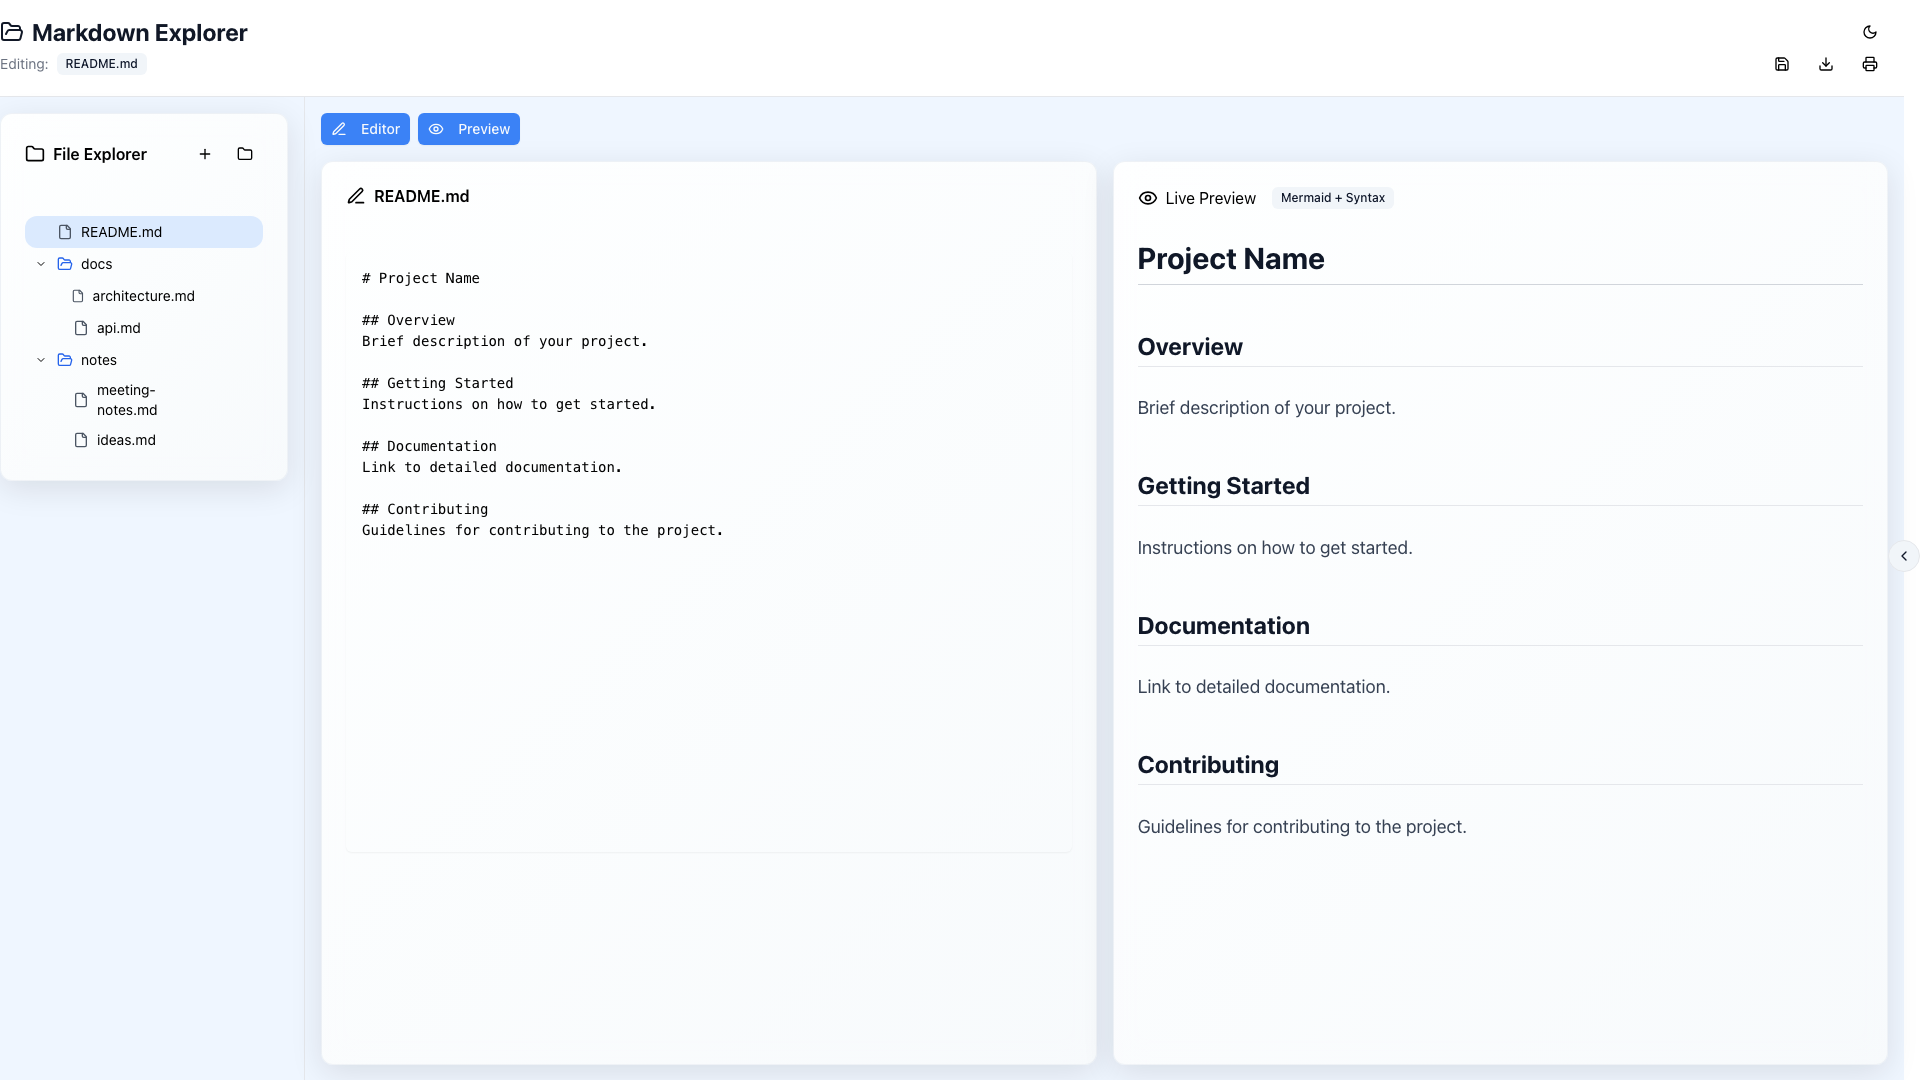 Markdown Explorer
Editing: README.md
File Explorer
README.md
docs
architecture.md
api.md
notes
meeting-
notes.md
ideas.md
Editor Preview
README.md
# Project Name
## Overview
Brief description of your project.
## Getting Started
Instructions on how to get started.
## Documentation
Link to detailed documentation.
## Contributing
Guidelines for contributing to the project.
Live Preview Mermaid + Syntax
Project Name
Overview
Brief description of your project.
Getting Started
Instructions on how to get started.
Documentation
Link to detailed documentation.
Contributing
Guidelines for contributing to the project.